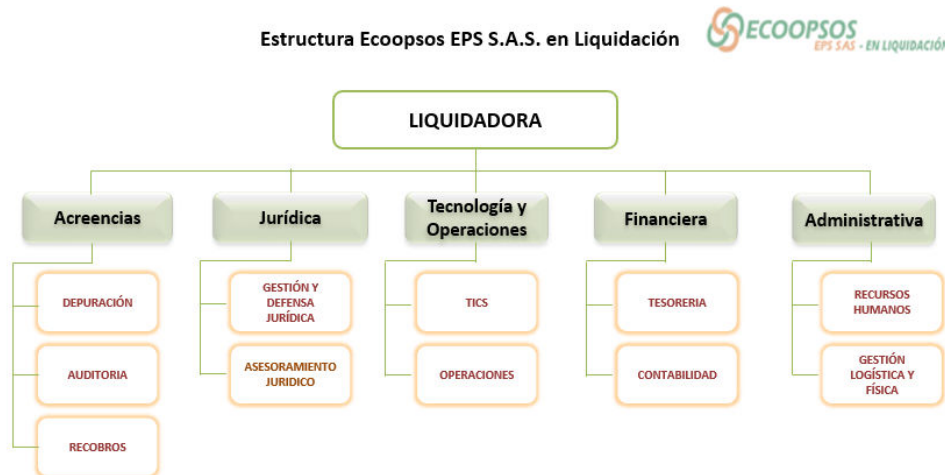 Estructura Ecoopsos EPS S.A.S. en Liquidación
ECOOPSOS
EPS SAS - EN LIQUIDACIÓN
LIQUIDADORA
Acreencias
Jurídica
Tecnología y
Operaciones
Financiera
Administrativa
DEPURACIÓN
GESTIÓN Y
DEFENSA
JURÍDICA
TICS
TESORERIA
RECURSOS
HUMANOS
AUDITORIA
ASESORAMIENTO
JURIDICO
OPERACIONES
CONTABILIDAD
GESTIÓN
LOGÍSTICA Y
FÍSICA
RECOBROS